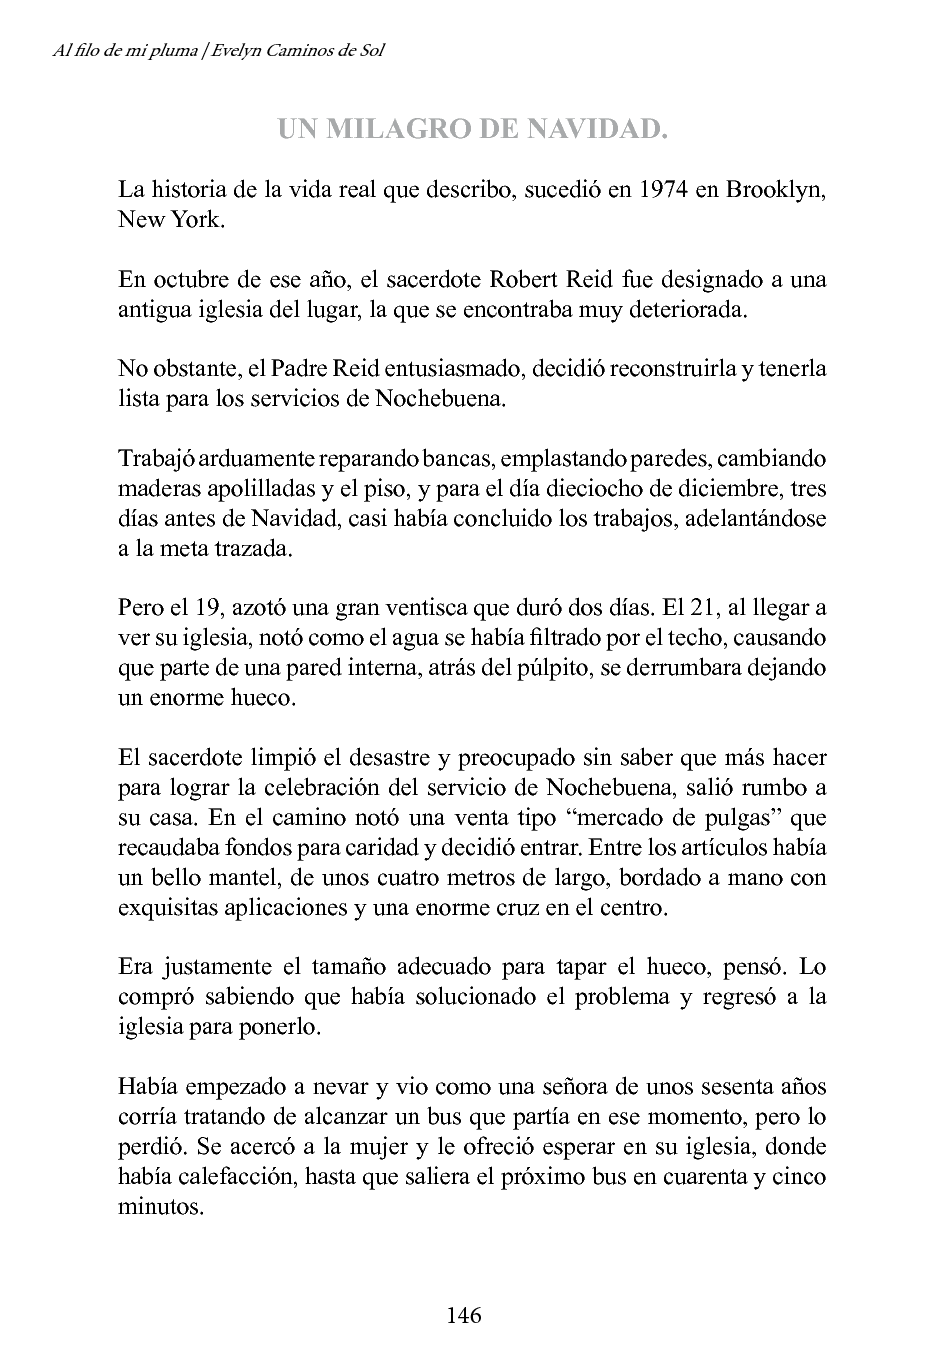 Al filo de mi pluma | Evelyn Caminos de Sol
UN MILAGRO DE NAVIDAD.
La historia de la vida real que describo, sucedió en 1974 en Brooklyn,
New York.
En octubre de ese año, el sacerdote Robert Reid fue designado a una
antigua iglesia del lugar, la que se encontraba muy deteriorada.
No obstante, el Padre Reid entusiasmado, decidió reconstruirla y tenerla
lista para los servicios de Nochebuena.
Trabajó arduamente reparando bancas, emplastando paredes, cambiando
maderas apolilladas y el piso, y para el día dieciocho de diciembre, tres
días antes de Navidad, casi había concluido los trabajos, adelantándose
a la meta trazada.
Pero el 19, azotó una gran ventisca que duró dos días. El 21, al llegar a
ver su iglesia, notó como el agua se había filtrado por el techo, causando
que parte de una pared interna, atrás del púlpito, se derrumbara dejando
un enorme hueco.
El sacerdote limpió el desastre y preocupado sin saber que más hacer
para lograr la celebración del servicio de Nochebuena, salió rumbo a
su casa. En el camino notó una venta tipo “mercado de pulgas” que
recaudaba fondos para caridad y decidió entrar. Entre los artículos había
un bello mantel, de unos cuatro metros de largo, bordado a mano con
exquisitas aplicaciones y una enorme cruz en el centro.
Era justamente el tamaño adecuado para tapar el hueco, pensó. Lo
compró sabiendo que había solucionado el problema y regresó a la
iglesia para ponerlo.
Había empezado a nevar y vio como una señora de unos sesenta años
corría tratando de alcanzar un bus que partía en ese momento, pero lo
perdió. Se acercó a la mujer y le ofreció esperar en su iglesia, donde
había calefacción, hasta que saliera el próximo bus en cuarenta y cinco
minutos.
146